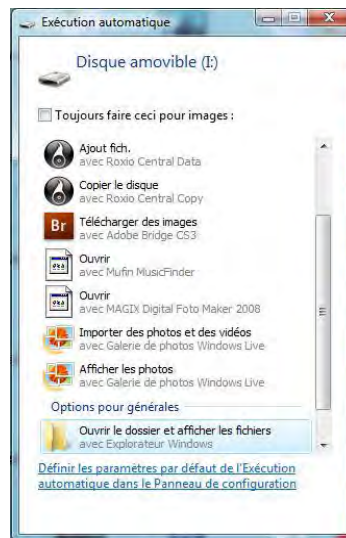 Exécution automatique
Disque amovible (I:)
Toujours faire ceci pour images :
Ajout fich.
avec Roxio Central Data
Copier le disque
avec Roxio Central Copy
Br
Télécharger des images
avec Adobe Bridge CS3
Ouvrir
avec Mufin MusicFinder
Ouvrir
avec MAGIX Digital Foto Maker 2008
Importer des photos et des vidéos
avec Galerie de photos Windows Live
Afficher les photos
avec Galerie de photos Windows Live
Options pour générales
Ouvrir le dossier et afficher les fichiers
avec Explorateur Windows
Définir les paramètres par défaut de l'Exécution
automatique dans le Panneau de configuration